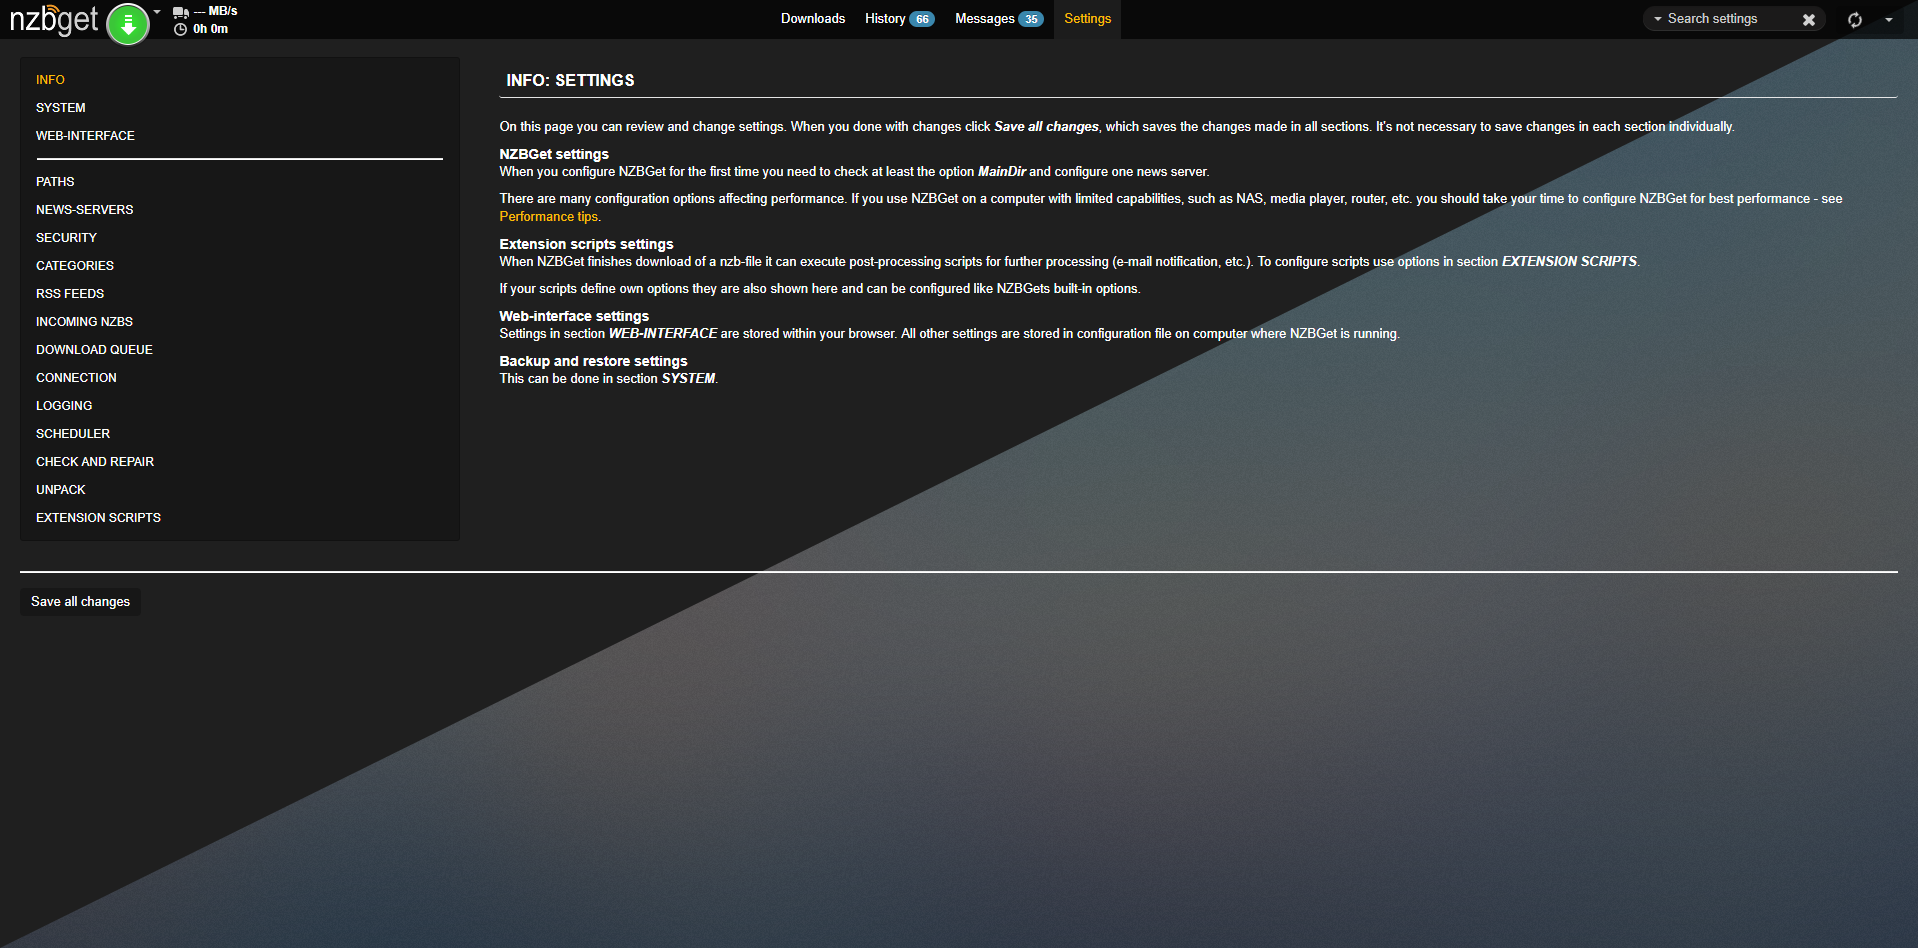 nzbget
--- MB/s
0h 0m
Downloads
History 66
Messages 35
Settings
Search settings
INFO
SYSTEM
WEB-INTERFACE
PATHS
NEWS-SERVERS
SECURITY
CATEGORIES
RSS FEEDS
INCOMING NZBS
DOWNLOAD QUEUE
CONNECTION
LOGGING
SCHEDULER
CHECK AND REPAIR
UNPACK
EXTENSION SCRIPTS
INFO: SETTINGS
On this page you can review and change settings. When you done with changes click Save all changes, which saves the changes made in all sections. It's not necessary to save changes in each section individually.
NZBGet settings
When you configure NZBGet for the first time you need to check at least the option MainDir and configure one news server.
There are many configuration options affecting performance. If you use NZBGet on a computer with limited capabilities, such as NAS, media player, router, etc. you should take your time to configure NZBGet for best performance - see
Performance tips.
Extension scripts settings
When NZBGet finishes download of a nzb-file it can execute post-processing scripts for further processing (e-mail notification, etc.). To configure scripts use options in section EXTENSION SCRIPTS.
If your scripts define own options they are also shown here and can be configured like NZBGets built-in options.
Web-interface settings
Settings in section WEB-INTERFACE are stored within your browser. All other settings are stored in configuration file on computer where NZBGet is running.
Backup and restore settings
This can be done in section SYSTEM.
Save all changes